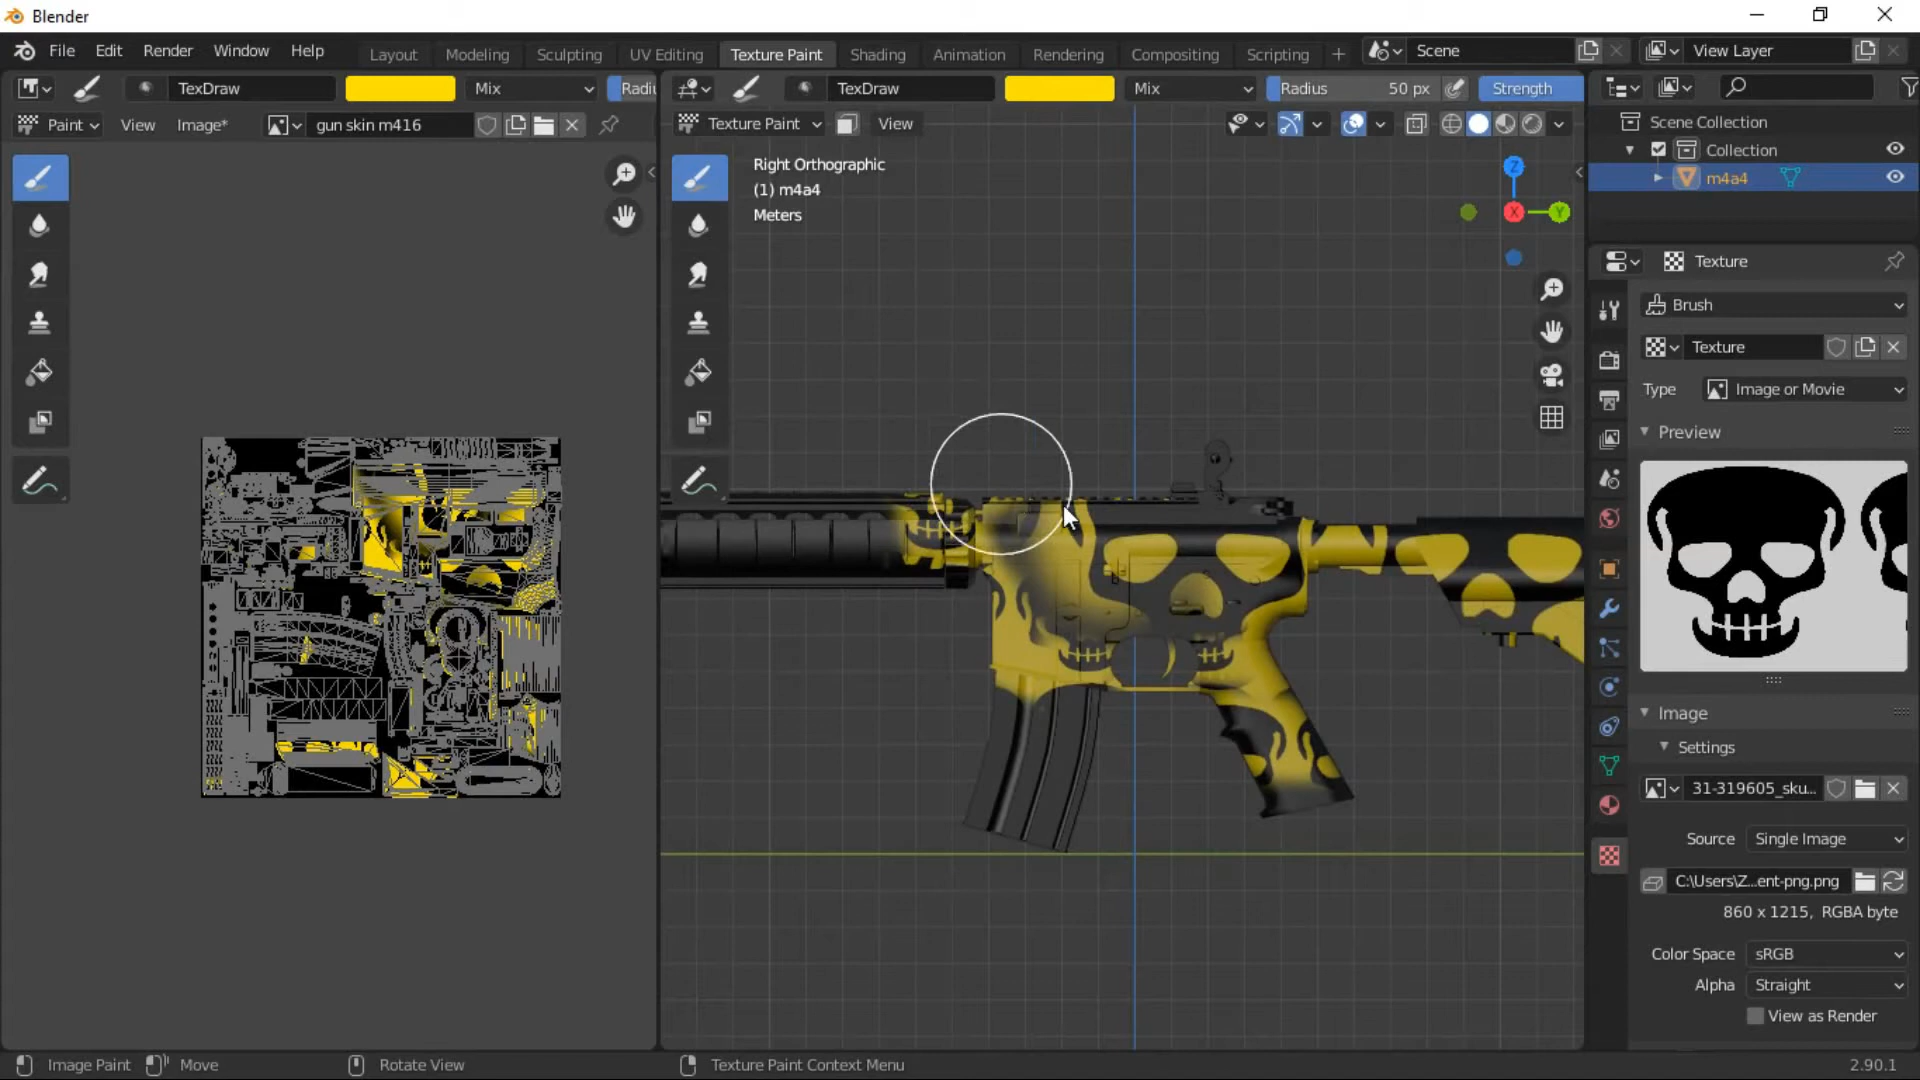 Blender
File Edit Render Window Help
Layout Modeling Sculpting UV Editing Texture Paint Shading Animation Rendering Compositing Scripting +
Scene
View Layer
TexDraw Mix Radiu
TexDraw Mix Radius 50 px Strength
Paint View Image* gun skin m416
Texture Paint View
Right Orthographic
(1) m4a4
Meters
Z
X
Y
Scene Collection
Collection
m4a4
Texture
Brush
Texture
Type Image or Movie
Preview
Image
Settings
31-319605_sku...
Source Single Image
C:\Users\Z...ent-png.png
860 x 1215, RGBA byte
Color Space sRGB
Alpha Straight
View as Render
Image Paint Move Rotate View Texture Paint Context Menu 2.90.1